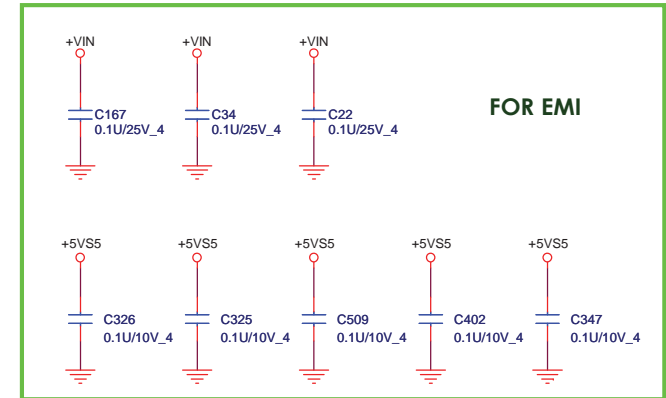 +VIN +VIN +VIN
C167 C34 C22
0.1U/25V_4 0.1U/25V_4 0.1U/25V_4
FOR EMI
+5VS5 +5VS5 +5VS5 +5VS5 +5VS5
C326 C325 C509 C402 C347
0.1U/10V_4 0.1U/10V_4 0.1U/10V_4 0.1U/10V_4 0.1U/10V_4